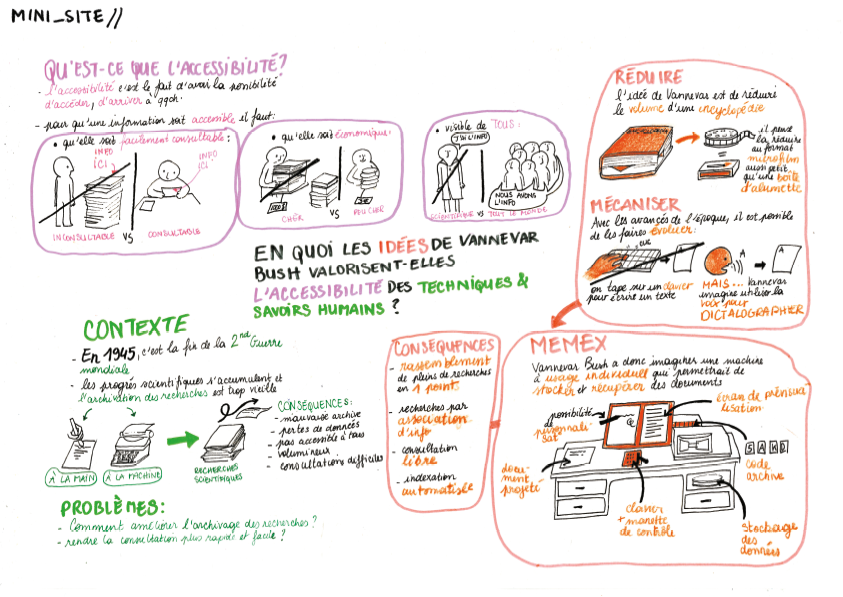 MINI_SITE//
QU'EST-CE QUE L'ACCESSIBILITÉ?
- l'accessibilité c'est le fait d'avoir la possibilité
d'accéder, d'arriver à qqch.
- pour qu'une information soit accessible il faut:
• qu'elle soit hautement consultable:
INFO
ICI
INFO
ICI
INCONSULTABLE VS CONSULTABLE
• qu'elle soit économique:
CHER VS PEU CHER
• visible de TOUS:
J'AI L'INFO
NOUS AVONS
L'INFO
SCIENTIFIQUE VS TOUT LE MONDE
EN QUOI LES IDÉES DE VANNEVAR
BUSH VALORISENT-ELLES
L'ACCESSIBILITÉ DES TECHNIQUES &
SAVOIRS HUMAINS ?
CONTEXTE
- En 1945, c'est la fin de la 2nd Guerre
mondiale
- les progrès scientifiques s'accumulent et
l'archivation des recherches est trop vieille
À LA MAIN
À LA MACHINE
RECHERCHES
SCIENTIFIQUES
CONSÉQUENCES:
- mauvaise archive
- pertes de données
- pas accessible à tous
- volumineux
- consultations difficiles
PROBLÈMES:
- Comment améliorer l'archivage des recherches ?
- rendre la consultation plus rapide et facile ?
RÉDUIRE
l'idée de Vannevar est de réduire
le volume d'une encyclopédie
il pense
la réduire
au format
microfilm
aussi petit
qu'une boîte
d'allumette
MÉCANISER
Avec les avancés de l'époque, il est possible
de les faires évoluer:
CLIC
A
A
on tape sur un clavier
pour écrire un texte
MAIS... Vannevar
imagine utiliser la
voix pour
DICTALOGRAPHER
CONSÉQUENCES
- rassemblement
de pleins de recherches
en 1 point
- recherches par
association
d'info
- consultation
libre
- indexation
automatisée
MEMEX
Vannevar Bush a donc imaginer une machine
à usage individuel qui permettrait de
stocker et récupérer des documents
possibilité
de
personnali
sat°
écran de prénsua
lisation
code
archive
document
projeté
clavier
+ manette
de contrôle
stockage
des
données